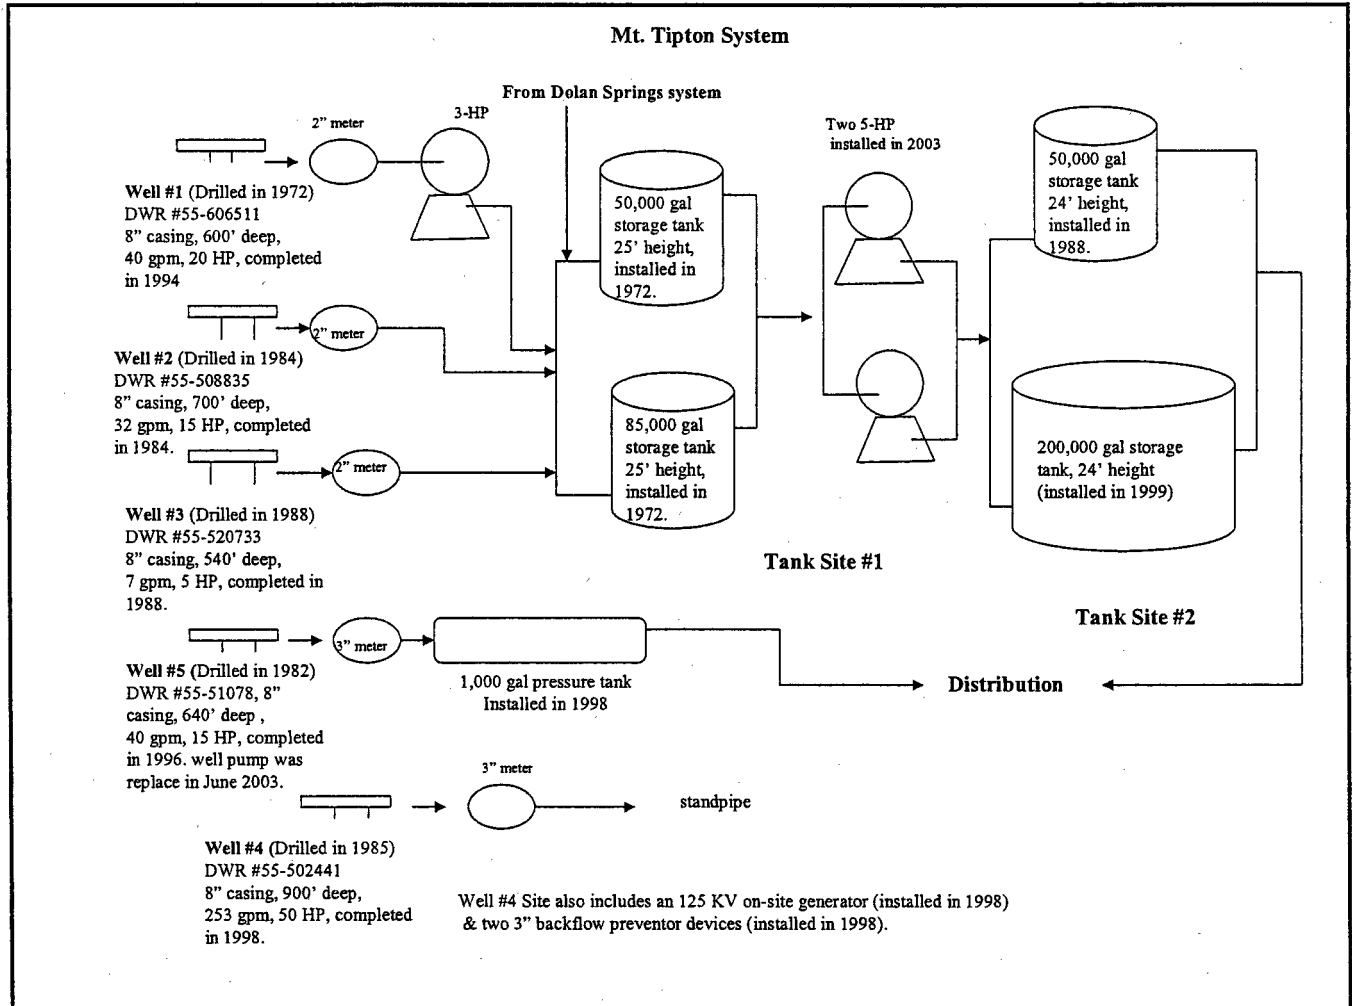 Mt. Tipton System
From Dolan Springs system
3-HP
2” meter
Well #1 (Drilled in 1972)
DWR #55-606511
8” casing, 600’ deep,
40 gpm, 20 HP, completed
in 1994
2” meter
Well #2 (Drilled in 1984)
DWR #55-508835
8” casing, 700’ deep,
32 gpm, 15 HP, completed
in 1984.
2” meter
Well #3 (Drilled in 1988)
DWR #55-520733
8” casing, 540’ deep,
7 gpm, 5 HP, completed in
1988.
50,000 gal
storage tank
25’ height,
installed in
1972.
85,000 gal
storage tank
25’ height,
installed in
1972.
Two 5-HP
installed in 2003
50,000 gal
storage tank
24’ height,
installed in
1988.
200,000 gal storage
tank, 24’ height
(installed in 1999)
Tank Site #1
Tank Site #2
3” meter
Well #5 (Drilled in 1982)
DWR #55-51078, 8”
casing, 640’ deep ,
40 gpm, 15 HP, completed
in 1996. well pump was
replace in June 2003.
1,000 gal pressure tank
Installed in 1998
Distribution
3” meter
standpipe
Well #4 (Drilled in 1985)
DWR #55-502441
8” casing, 900’ deep,
253 gpm, 50 HP, completed
in 1998.
Well #4 Site also includes an 125 KV on-site generator (installed in 1998)
& two 3” backflow preventor devices (installed in 1998).